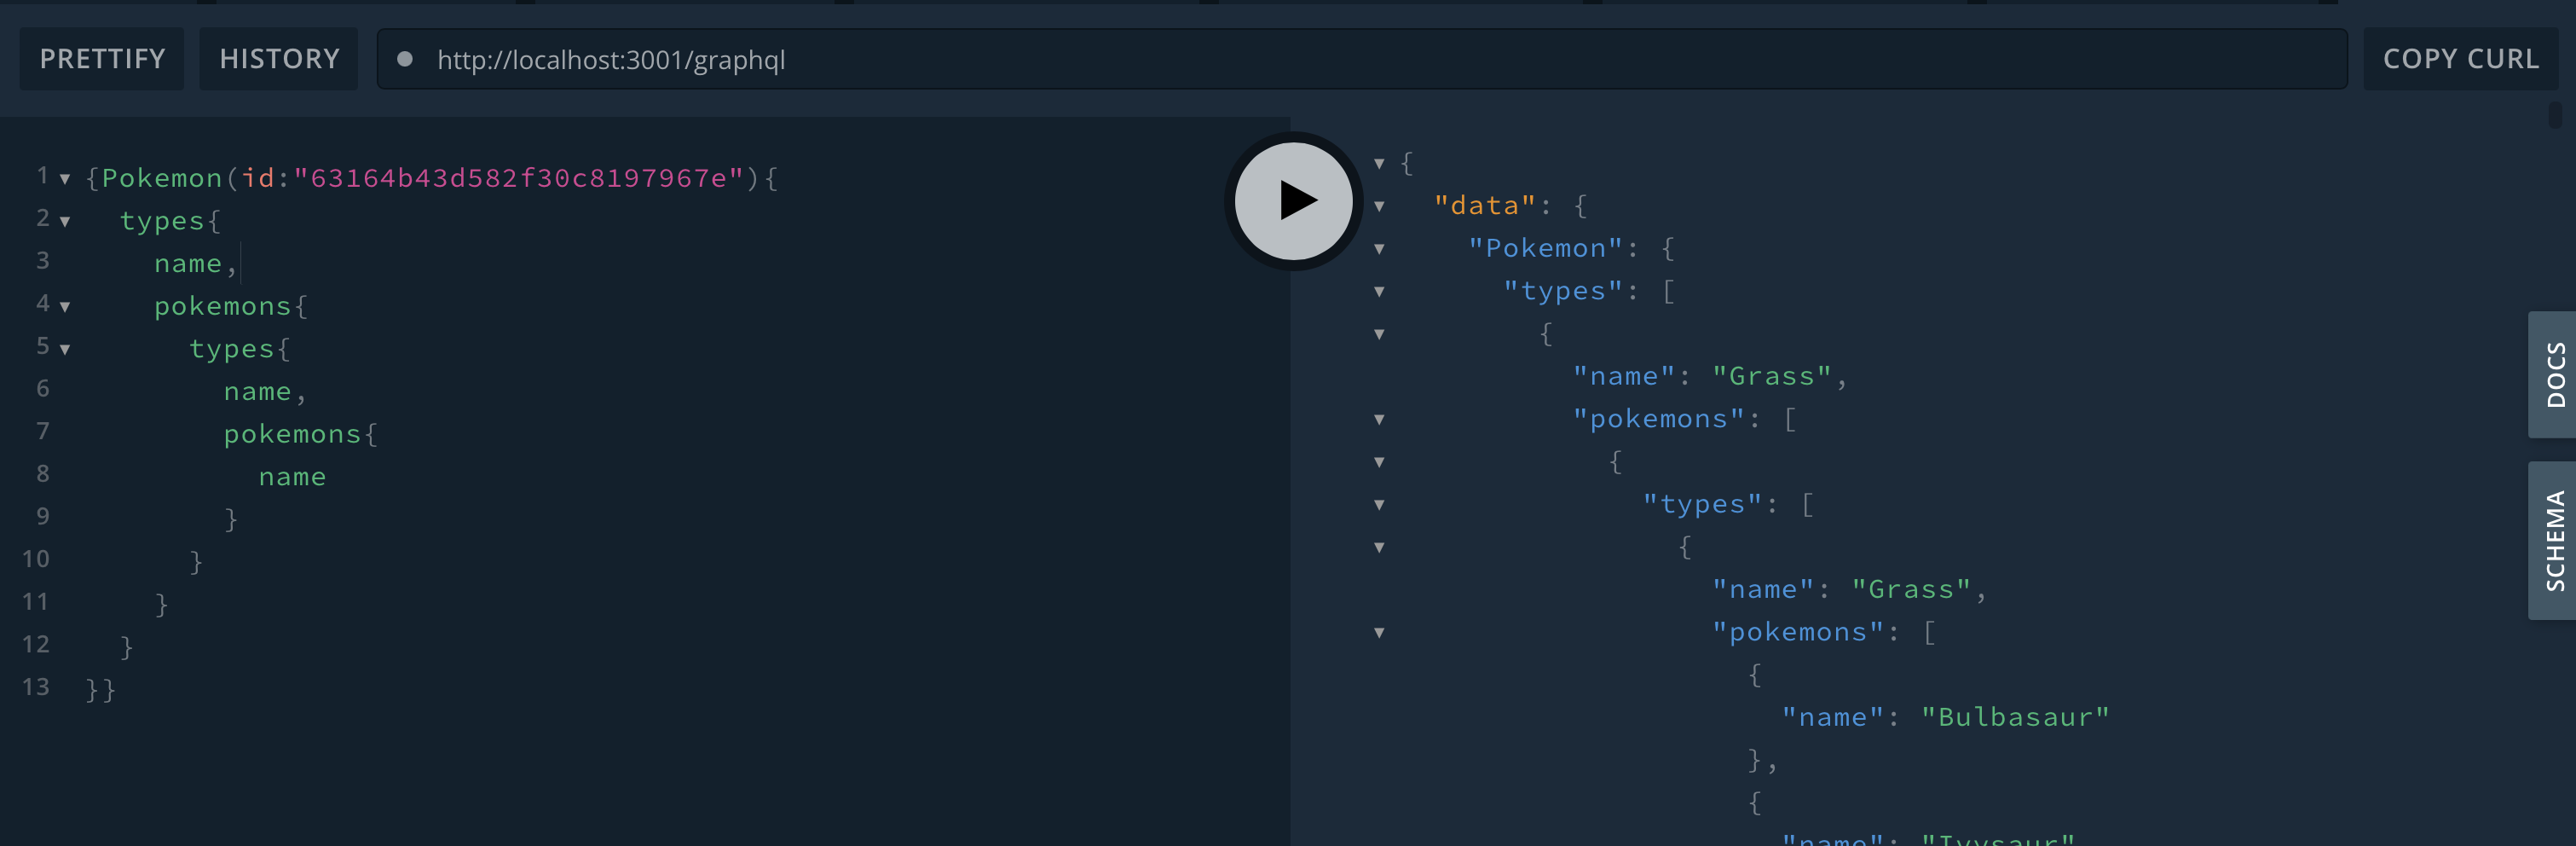 PRETTIFY HISTORY http://localhost:3001/graphql COPY CURL
1 {Pokemon(id:"63164b43d582f30c8197967e"){
2 types{
3 name,
4 pokemons{
5 types{
6 name,
7 pokemons{
8 name
9 }
10 }
11 }
12 }
13 }}
{
"data": {
"Pokemon": {
"types": [
{
"name": "Grass",
"pokemons": [
{
"types": [
{
"name": "Grass",
"pokemons": [
{
"name": "Bulbasaur"
},
{
"name": "Ivysaur"
DOCS
SCHEMA